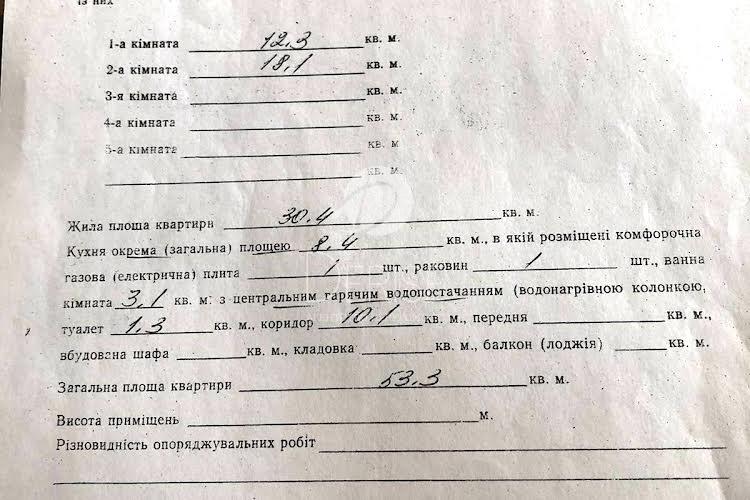 із них
1-а кімната 12,3 кв. м.
2-а кімната 18,1 кв. м.
3-я кімната кв. м.
4-а кімната кв. м.
5-а кімната кв. м
кв. м.
Жила площа квартири 30.4 кв. м.
Кухня окрема (загальна) площею 8,4 кв. м., в якій розміщені комфорочна
газова (електрична) плита 1 шт., раковин 1 шт., ванна
кімната 3,1 кв. м. з центральним гарячим водопостачанням (водонагрівною колонкою,
туалет 1,3 кв. м., коридор 10,1 кв. м., передня кв. м.,
вбудована шафа кв. м., кладовка кв. м., балкон (лоджія) кв. м.
Загальна площа квартири 53,3 кв. м.
Висота приміщень м.
Різновидність опоряджувальних робіт